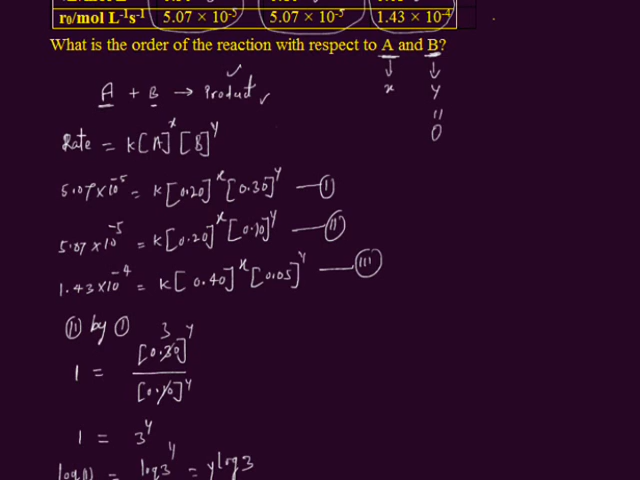 r₀/mol L⁻¹s⁻¹ 5.07 × 10⁻⁵ 5.07 × 10⁻⁵ 1.43 × 10⁻⁴
What is the order of the reaction with respect to A and B?
↓ ↓
A + B → Product x y
||
Rate = K[A]ˣ [B]ʸ 0
5.07×10⁻⁵ = K[0.20]ˣ [0.30]ʸ — (I)
5.07×10⁻⁵ = K[0.20]ˣ [0.10]ʸ — (II)
1.43×10⁻⁴ = K[0.40]ˣ [0.05]ʸ — (III)
(II) by (I)
1 = [0.30]ʸ / [0.10]ʸ 3
1 = 3ʸ
log(1) = log3ʸ = y log3